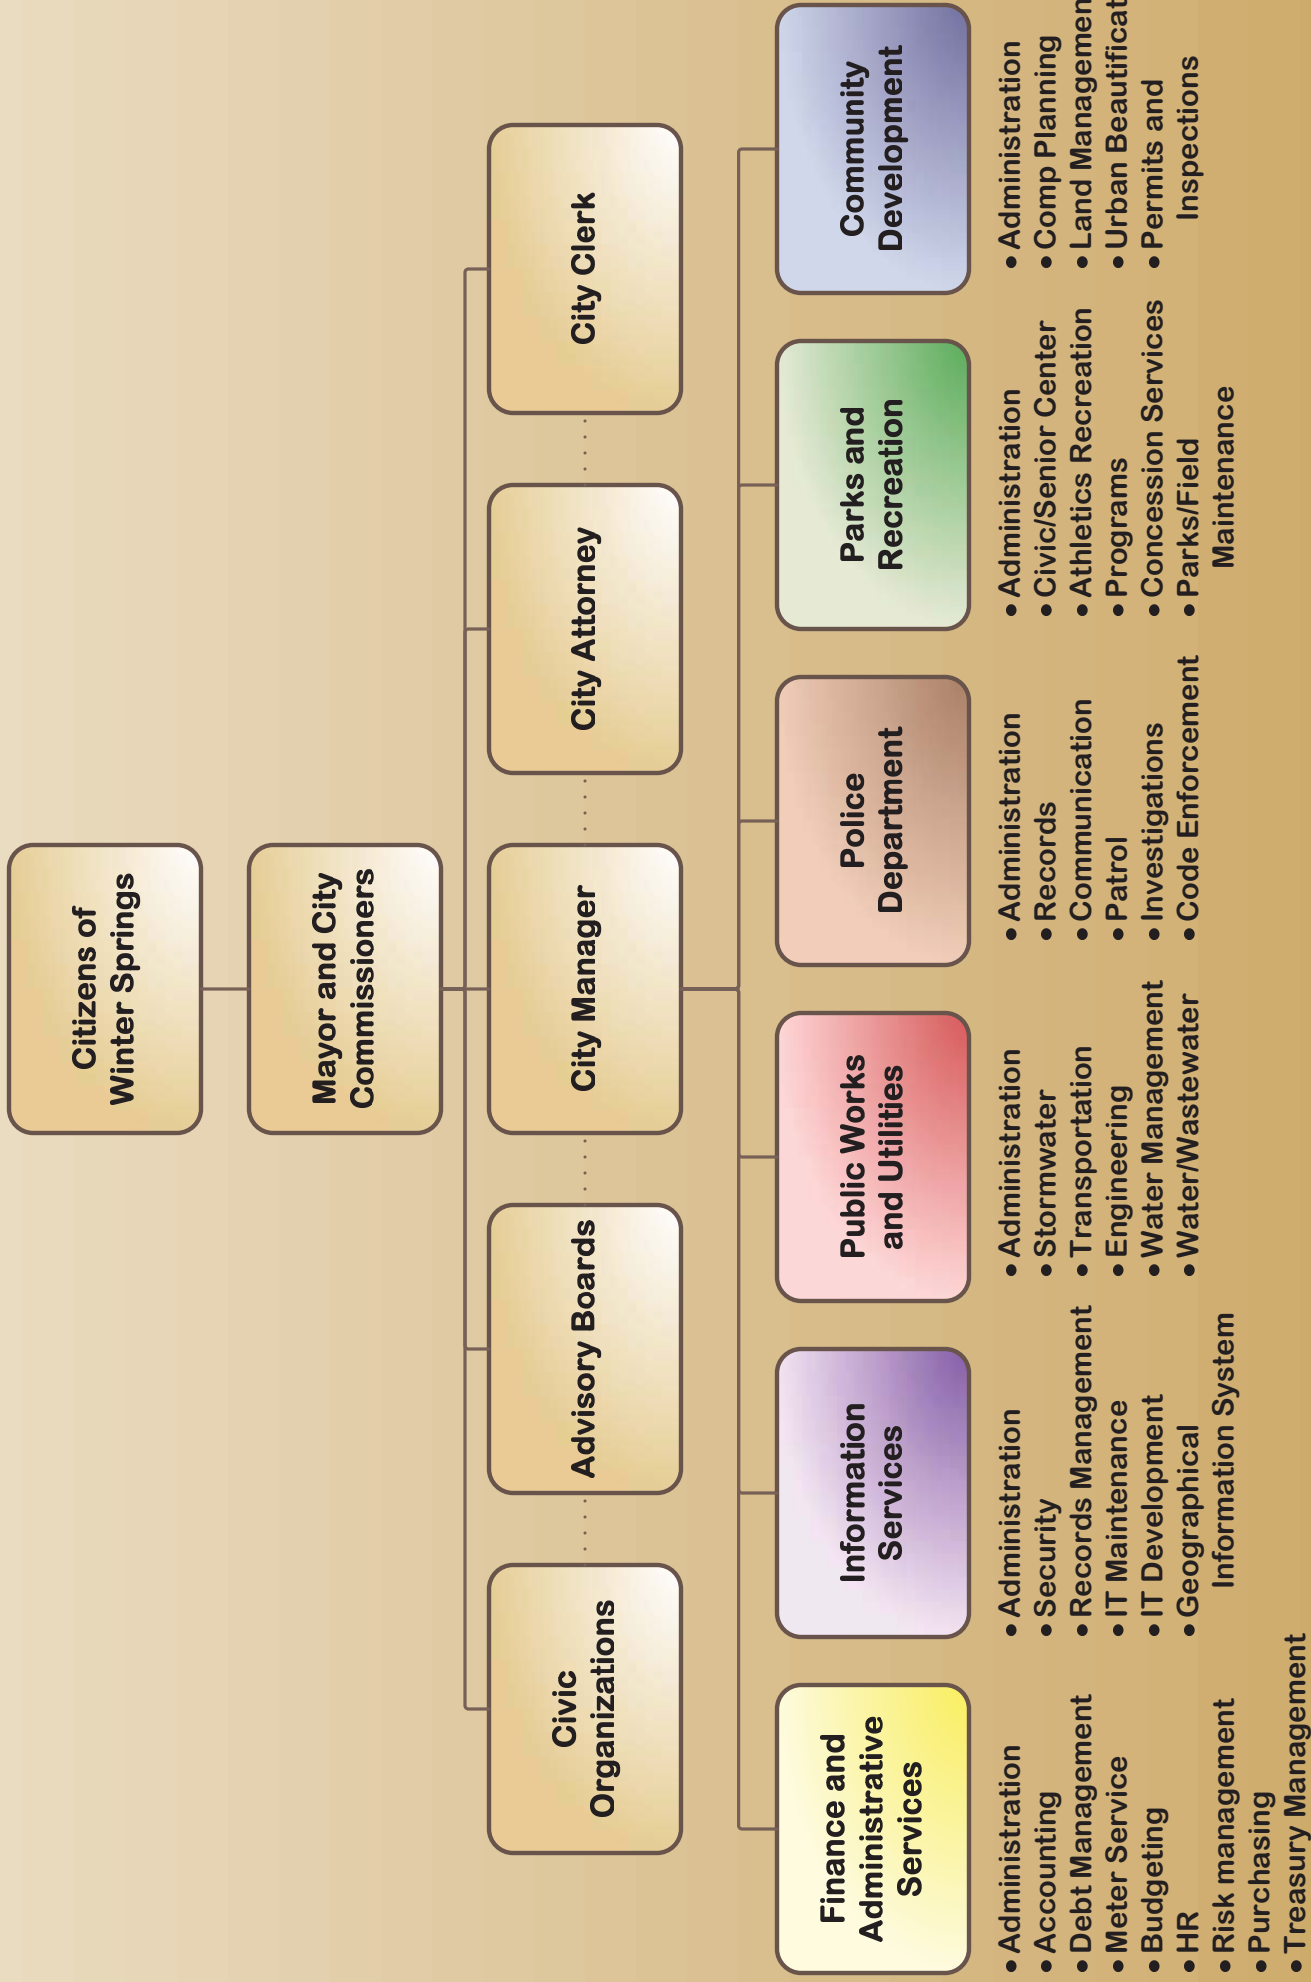 Citizens of
Winter Springs
Mayor and City
Commissioners
Civic
Organizations
Advisory Boards
City Manager
City Attorney
City Clerk
Finance and
Administrative
Services
• Administration
• Accounting
• Debt Management
• Meter Service
• Budgeting
• HR
• Risk management
• Purchasing
• Treasury Management
Information
Services
• Administration
• Security
• Records Management
• IT Maintenance
• IT Development
• Geographical
Information System
Public Works
and Utilities
• Administration
• Stormwater
• Transportation
• Engineering
• Water Management
• Water/Wastewater
Police
Department
• Administration
• Records
• Communication
• Patrol
• Investigations
• Code Enforcement
Parks and
Recreation
• Administration
• Civic/Senior Center
• Athletics Recreation
• Programs
• Concession Services
• Parks/Field
Maintenance
Community
Development
• Administration
• Comp Planning
• Land Managemen
• Urban Beautificat
• Permits and
Inspections